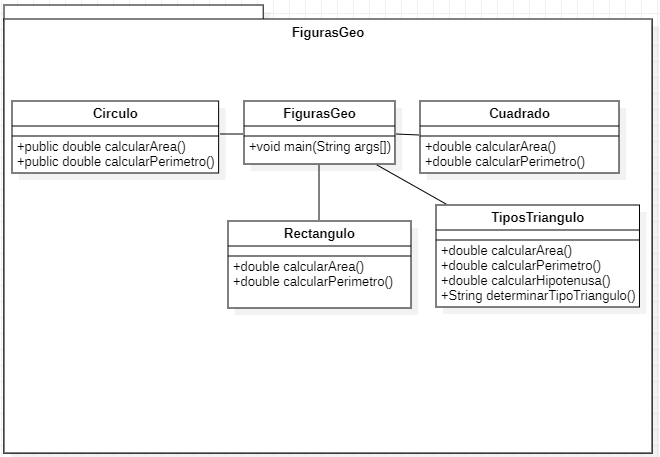 FigurasGeo
Circulo
+public double calcularArea()
+public double calcularPerimetro()
FigurasGeo
+void main(String args[])
Cuadrado
+double calcularArea()
+double calcularPerimetro()
Rectangulo
+double calcularArea()
+double calcularPerimetro()
TiposTriangulo
+double calcularArea()
+double calcularPerimetro()
+double calcularHipotenusa()
+String determinarTipoTriangulo()